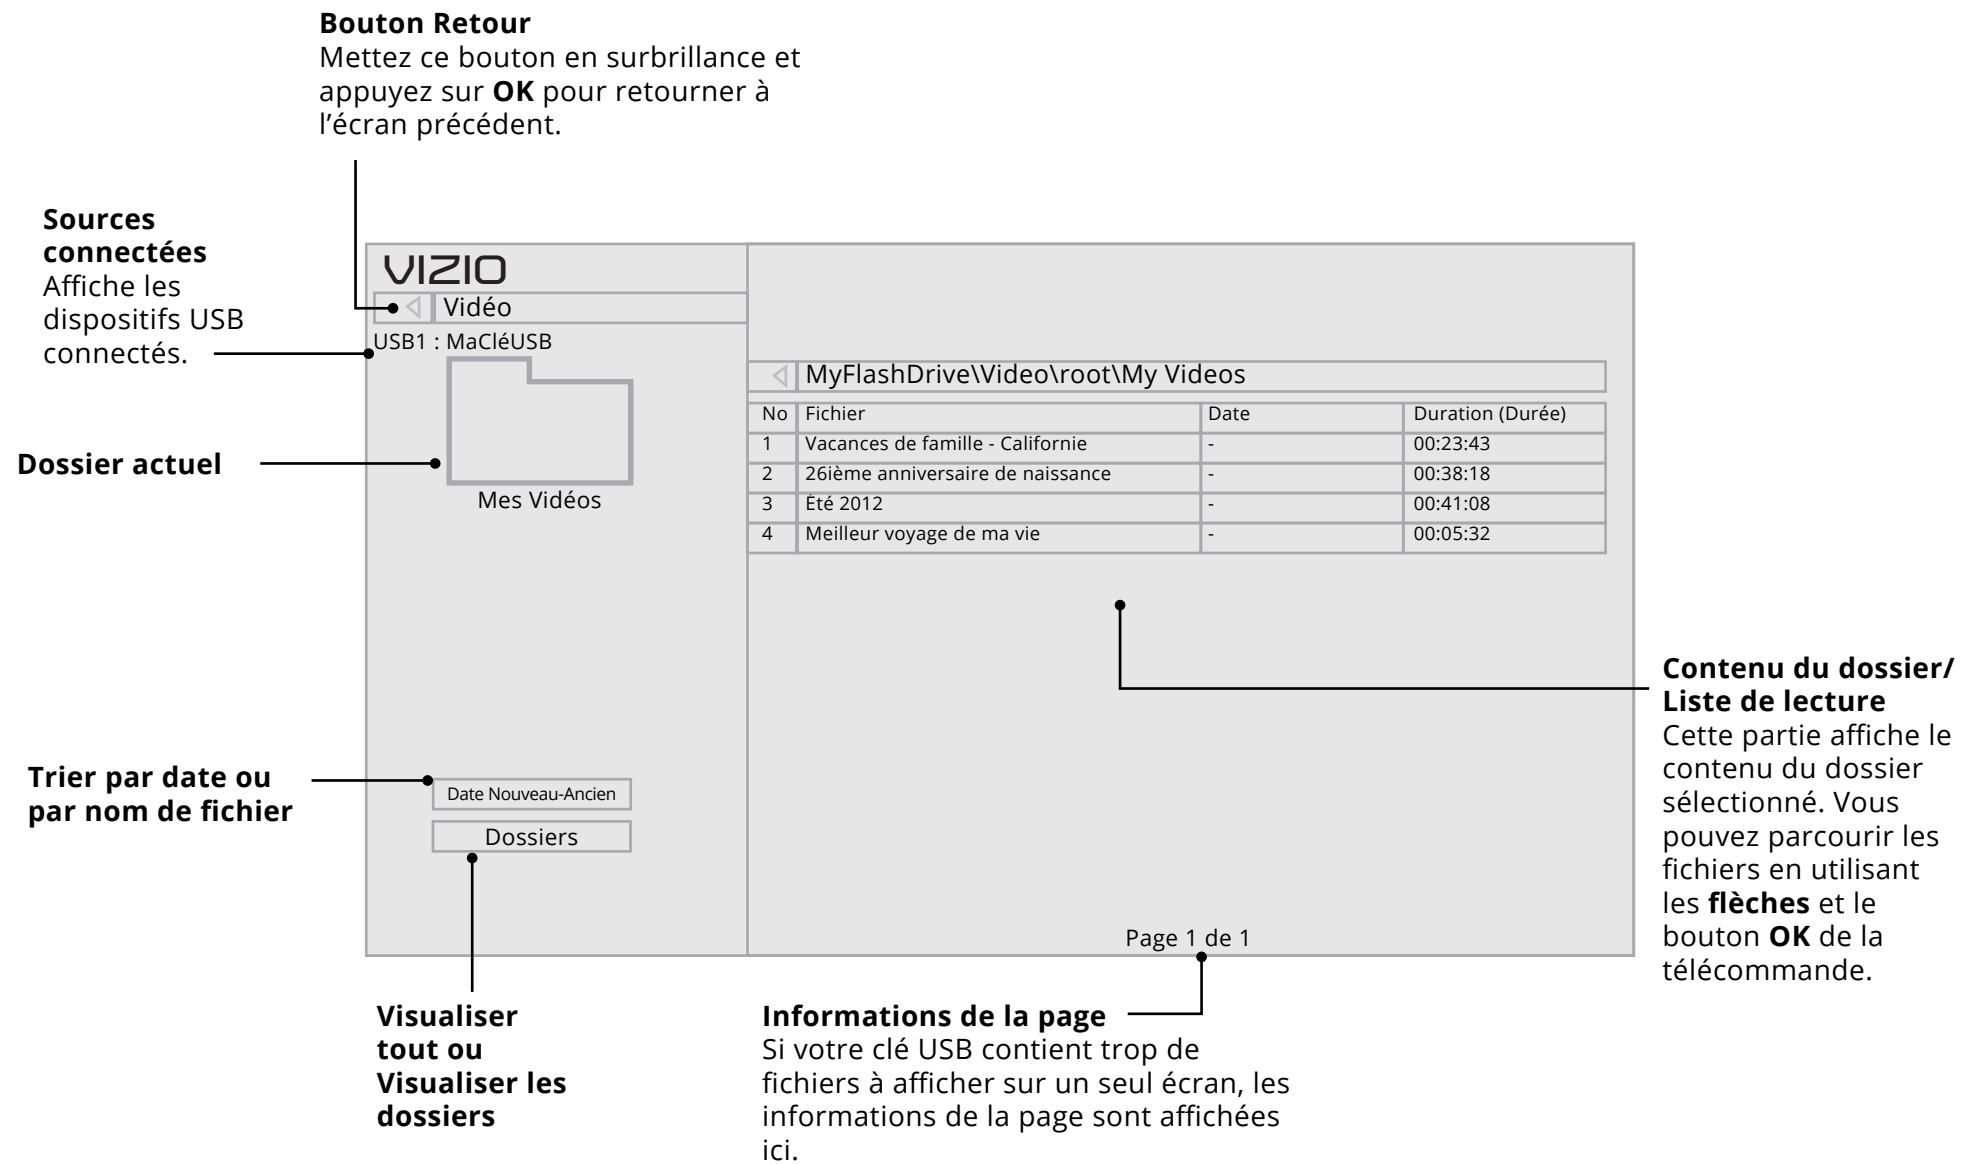 Bouton Retour
Mettez ce bouton en surbrillance et
appuyez sur OK pour retourner à
l’écran précédent.
Sources
connectées
Affiche les
dispositifs USB
connectés.
VIZIO
Vidéo
USB1 : MaCléUSB
Mes Vidéos
Dossier actuel
MyFlashDrive\Video\root\My Videos
No Fichier Date Duration (Durée)
1 Vacances de famille - Californie - 00:23:43
2 26ième anniversaire de naissance - 00:38:18
3 Été 2012 - 00:41:08
4 Meilleur voyage de ma vie - 00:05:32
Contenu du dossier/
Liste de lecture
Cette partie affiche le
contenu du dossier
sélectionné. Vous
pouvez parcourir les
fichiers en utilisant
les flèches et le
bouton OK de la
télécommande.
Trier par date ou
par nom de fichier
Date Nouveau-Ancien
Dossiers
Page 1 de 1
Visualiser
tout ou
Visualiser les
dossiers
Informations de la page
Si votre clé USB contient trop de
fichiers à afficher sur un seul écran, les
informations de la page sont affichées
ici.